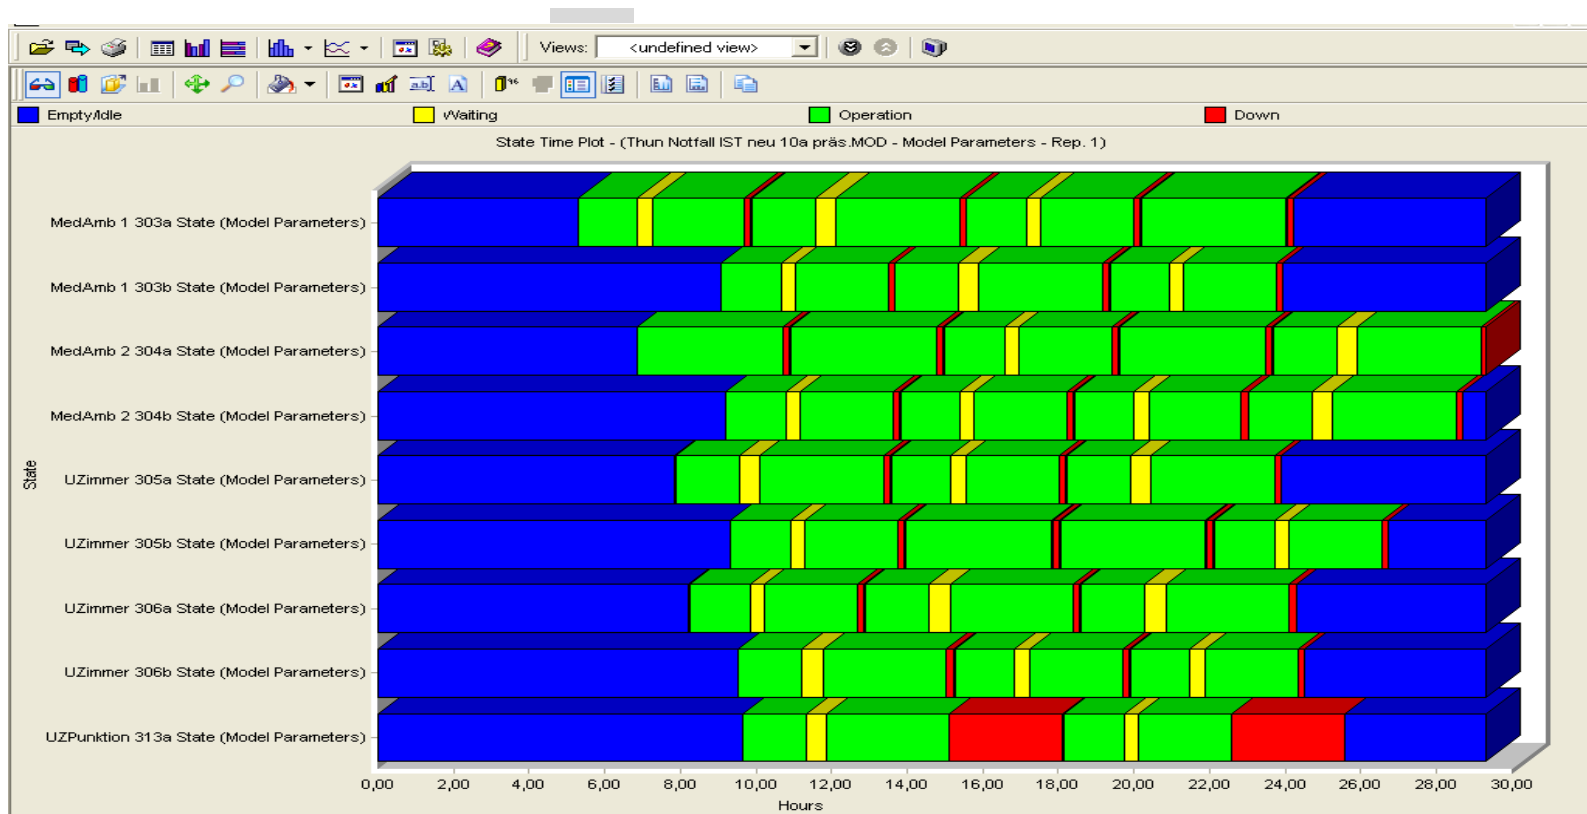 Views: <undefined view>
Empty/Idle Waiting Operation Down
State Time Plot - (Thun Notfall IST neu 10a präs.MOD - Model Parameters - Rep. 1)
MedAmb 1 303a State (Model Parameters)
MedAmb 1 303b State (Model Parameters)
MedAmb 2 304a State (Model Parameters)
MedAmb 2 304b State (Model Parameters)
State
UZimmer 305a State (Model Parameters)
UZimmer 305b State (Model Parameters)
UZimmer 306a State (Model Parameters)
UZimmer 306b State (Model Parameters)
UZPunktion 313a State (Model Parameters)
0,00 2,00 4,00 6,00 8,00 10,00 12,00 14,00 16,00 18,00 20,00 22,00 24,00 26,00 28,00 30,00
Hours